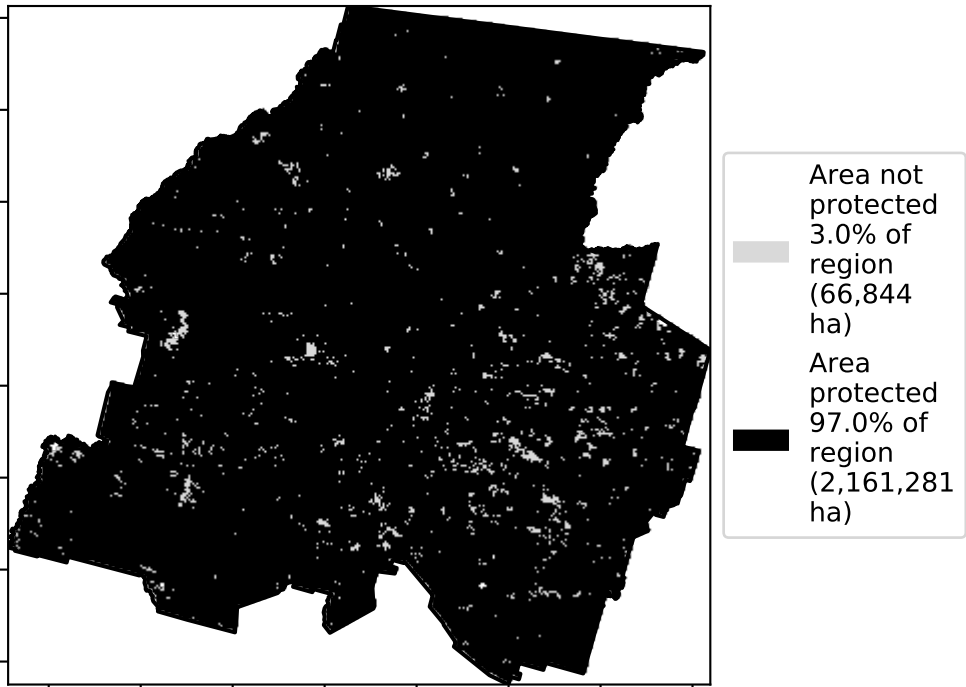 Area not
protected
3.0% of
region
(66,844
ha)
Area
protected
97.0% of
region
(2,161,281
ha)